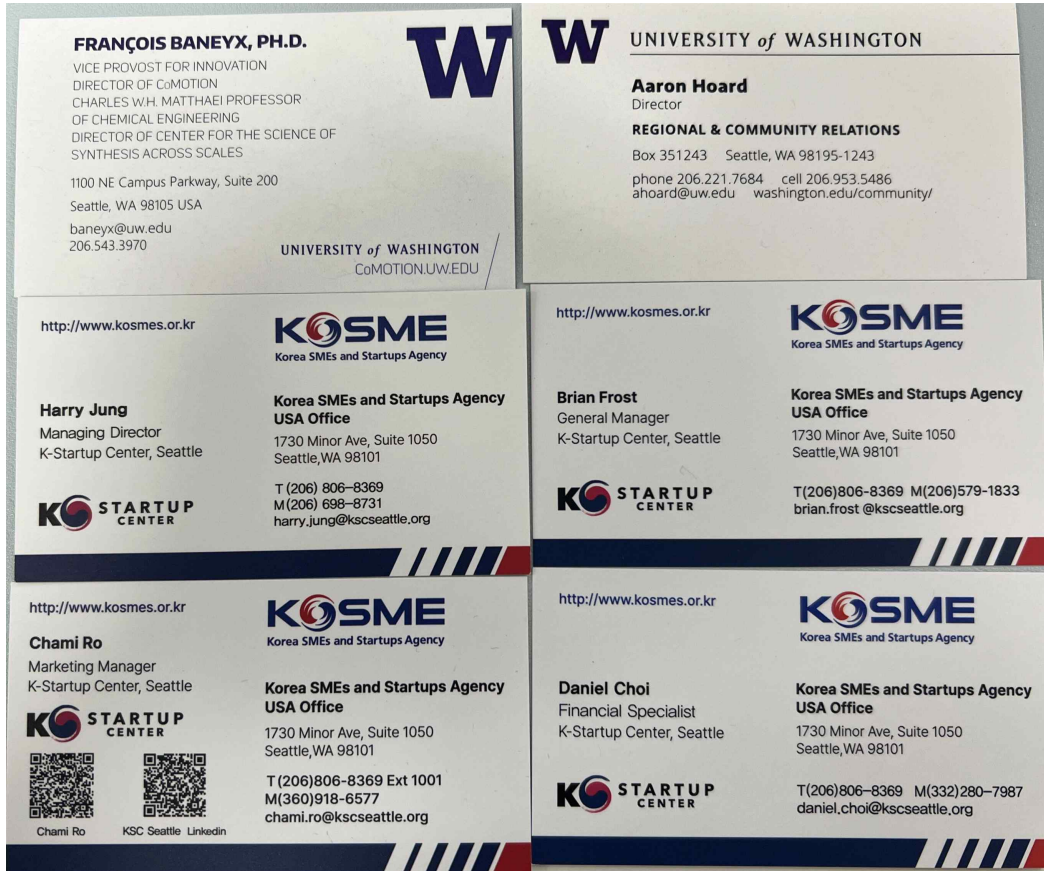 FRANÇOIS BANEYX, PH.D.
VICE PROVOST FOR INNOVATION
DIRECTOR OF CoMOTION
CHARLES W.H. MATTHAEI PROFESSOR
OF CHEMICAL ENGINEERING
DIRECTOR OF CENTER FOR THE SCIENCE OF
SYNTHESIS ACROSS SCALES
1100 NE Campus Parkway, Suite 200
Seattle, WA 98105 USA
baneyx@uw.edu
206.543.3970
W
UNIVERSITY of WASHINGTON
CoMOTION.UW.EDU
W
UNIVERSITY of WASHINGTON
Aaron Hoard
Director
REGIONAL & COMMUNITY RELATIONS
Box 351243 Seattle, WA 98195-1243
phone 206.221.7684 cell 206.953.5486
ahoard@uw.edu washington.edu/community/
http://www.kosmes.or.kr
KOSME
Korea SMEs and Startups Agency
Harry Jung
Managing Director
K-Startup Center, Seattle
K STARTUP
CENTER
Korea SMEs and Startups Agency
USA Office
1730 Minor Ave, Suite 1050
Seattle,WA 98101
T (206) 806-8369
M (206) 698-8731
harry.jung@kscseattle.org
http://www.kosmes.or.kr
KOSME
Korea SMEs and Startups Agency
Brian Frost
General Manager
K-Startup Center, Seattle
K STARTUP
CENTER
Korea SMEs and Startups Agency
USA Office
1730 Minor Ave, Suite 1050
Seattle,WA 98101
T(206)806-8369 M(206)579-1833
brian.frost @kscseattle.org
http://www.kosmes.or.kr
KOSME
Korea SMEs and Startups Agency
Chami Ro
Marketing Manager
K-Startup Center, Seattle
K STARTUP
CENTER
Chami Ro KSC Seattle Linkedin
Korea SMEs and Startups Agency
USA Office
1730 Minor Ave, Suite 1050
Seattle,WA 98101
T (206)806-8369 Ext 1001
M(360)918-6577
chami.ro@kscseattle.org
http://www.kosmes.or.kr
KOSME
Korea SMEs and Startups Agency
Daniel Choi
Financial Specialist
K-Startup Center, Seattle
K STARTUP
CENTER
Korea SMEs and Startups Agency
USA Office
1730 Minor Ave, Suite 1050
Seattle,WA 98101
T(206)806-8369 M(332)280-7987
daniel.choi@kscseattle.org